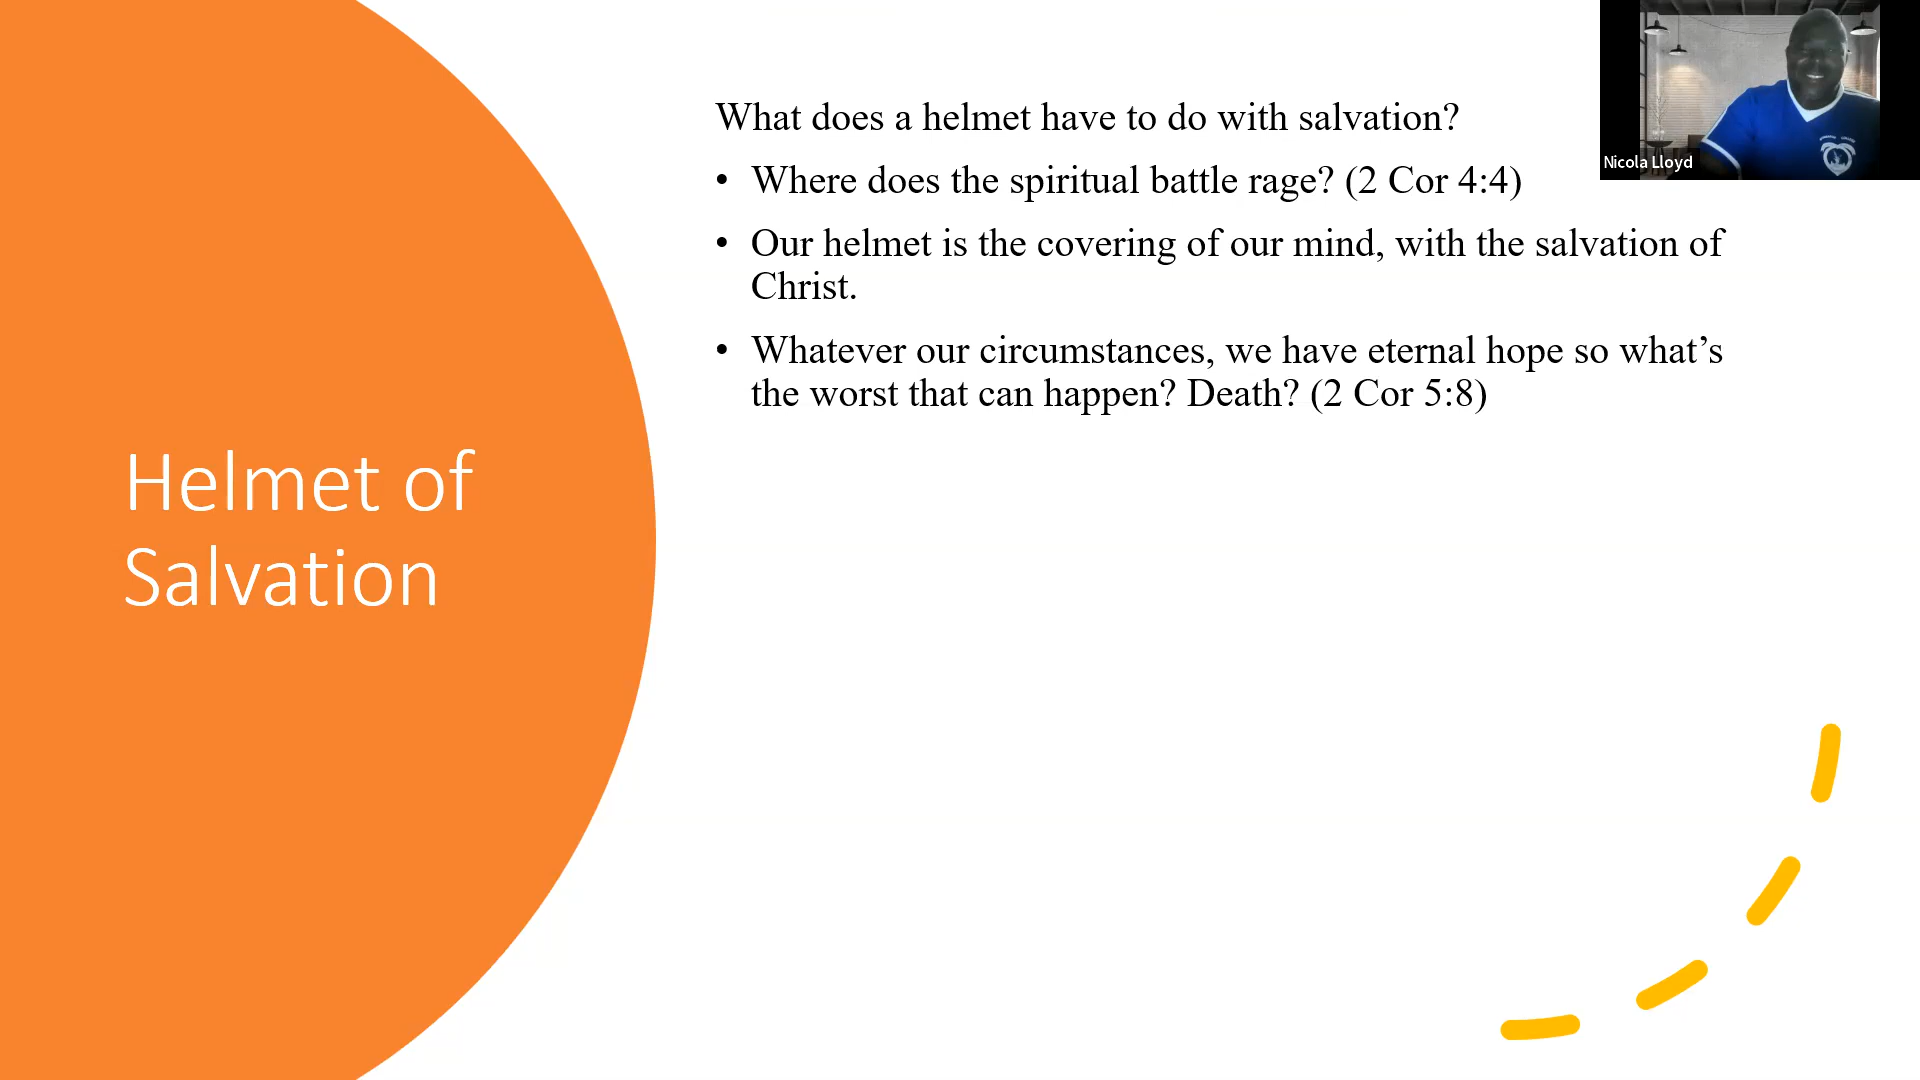 What does a helmet have to do with salvation?
• Where does the spiritual battle rage? (2 Cor 4:4)
• Our helmet is the covering of our mind, with the salvation of
Christ.
• Whatever our circumstances, we have eternal hope so what’s
the worst that can happen? Death? (2 Cor 5:8)
Helmet of
Salvation
Nicola Lloyd